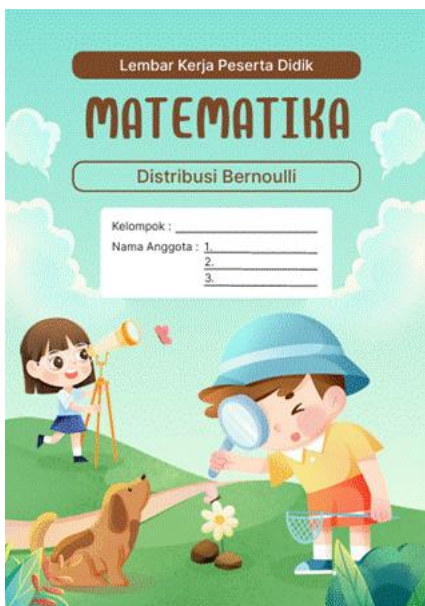 Lembar Kerja Peserta Didik
MATEMATIKA
Distribusi Bernoulli
Kelompok :
Nama Anggota : 1.
2.
3.